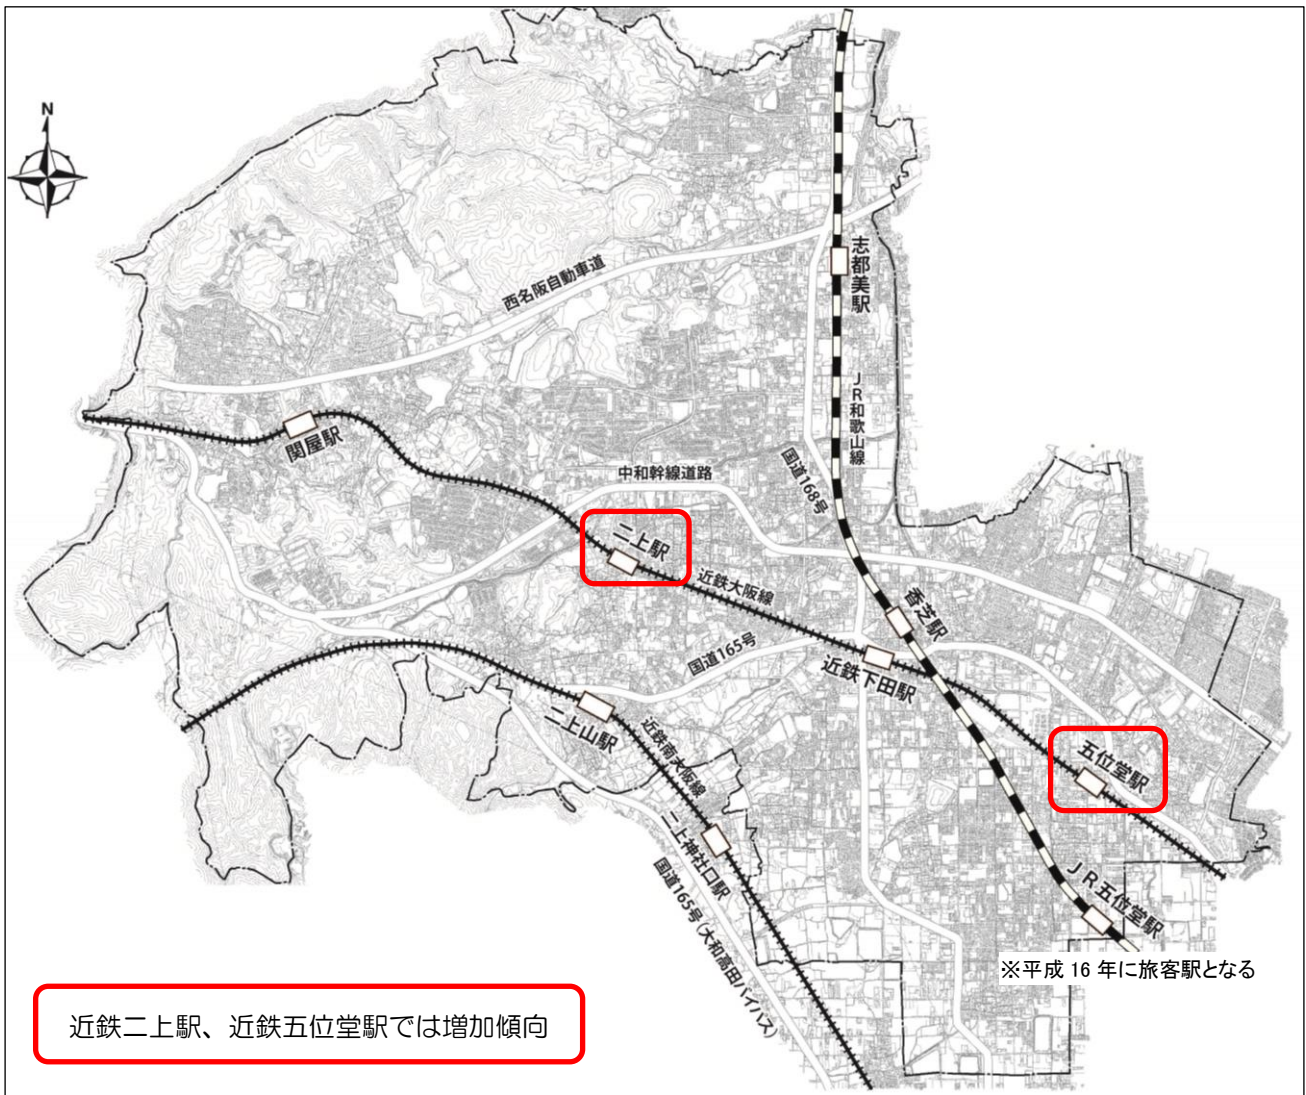 N
西名阪自動車道
志都美駅
JR和歌山線
関屋駅
中和幹線道路
国道168号
二上駅
近鉄大阪線
香芝駅
国道165号
近鉄下田駅
二上山駅
近鉄南大阪線
五位堂駅
二上神社口駅
国道165号(大和高田バイパス)
JR五位堂駅
※平成 16 年に旅客駅となる
近鉄二上駅、近鉄五位堂駅では増加傾向